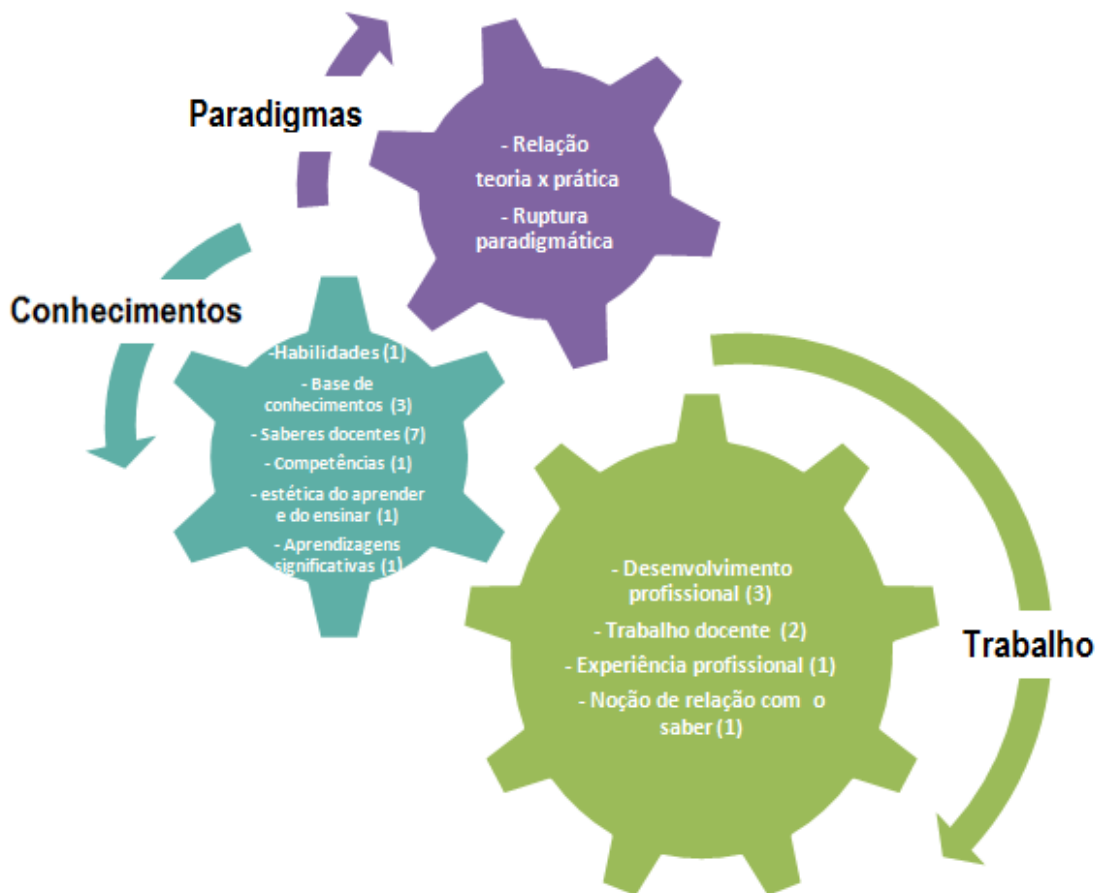 Paradigmas
- Relação
teoria x prática
- Ruptura
paradigmática
Conhecimentos
-Habilidades (1)
- Base de
conhecimentos (3)
- Saberes docentes (7)
- Competências (1)
- estética do aprender
e do ensinar (1)
- Aprendizagens
significativas (1)
- Desenvolvimento
profissional (3)
- Trabalho docente (2)
- Experiência profissional (1)
- Noção de relação com o
saber (1)
Trabalho